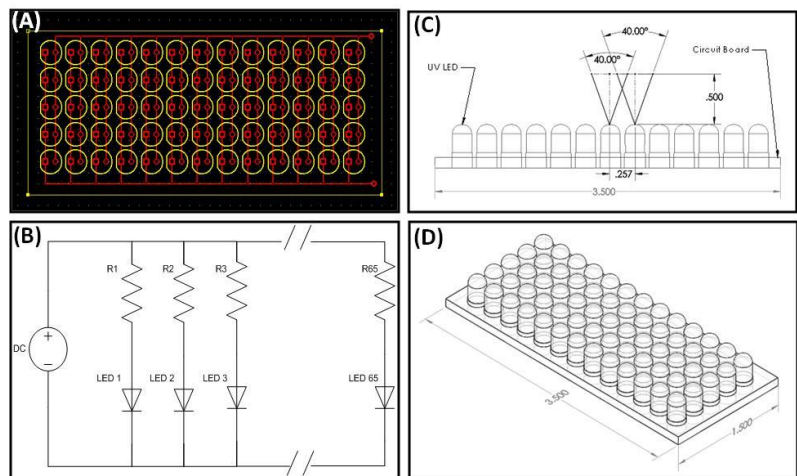 (A)
(B)
R1
R2
R3
R65
DC
LED 1
LED 2
LED 3
LED 65
(C)
40.00°
40.00°
Circuit Board
UV LED
.500
.257
3.500
(D)
3.500
1.500